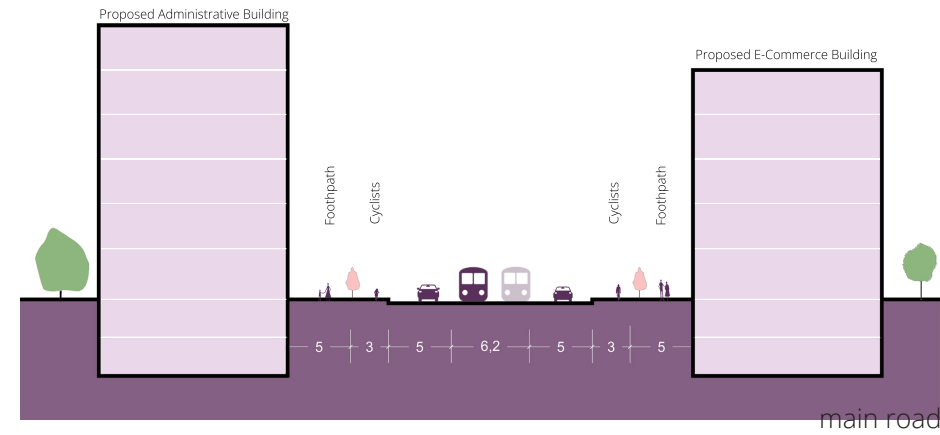 Proposed Administrative Building
Proposed E-Commerce Building
Foothpath
Cyclists
Cyclists
Foothpath
5 3 5 6,2 5 3 5
main road